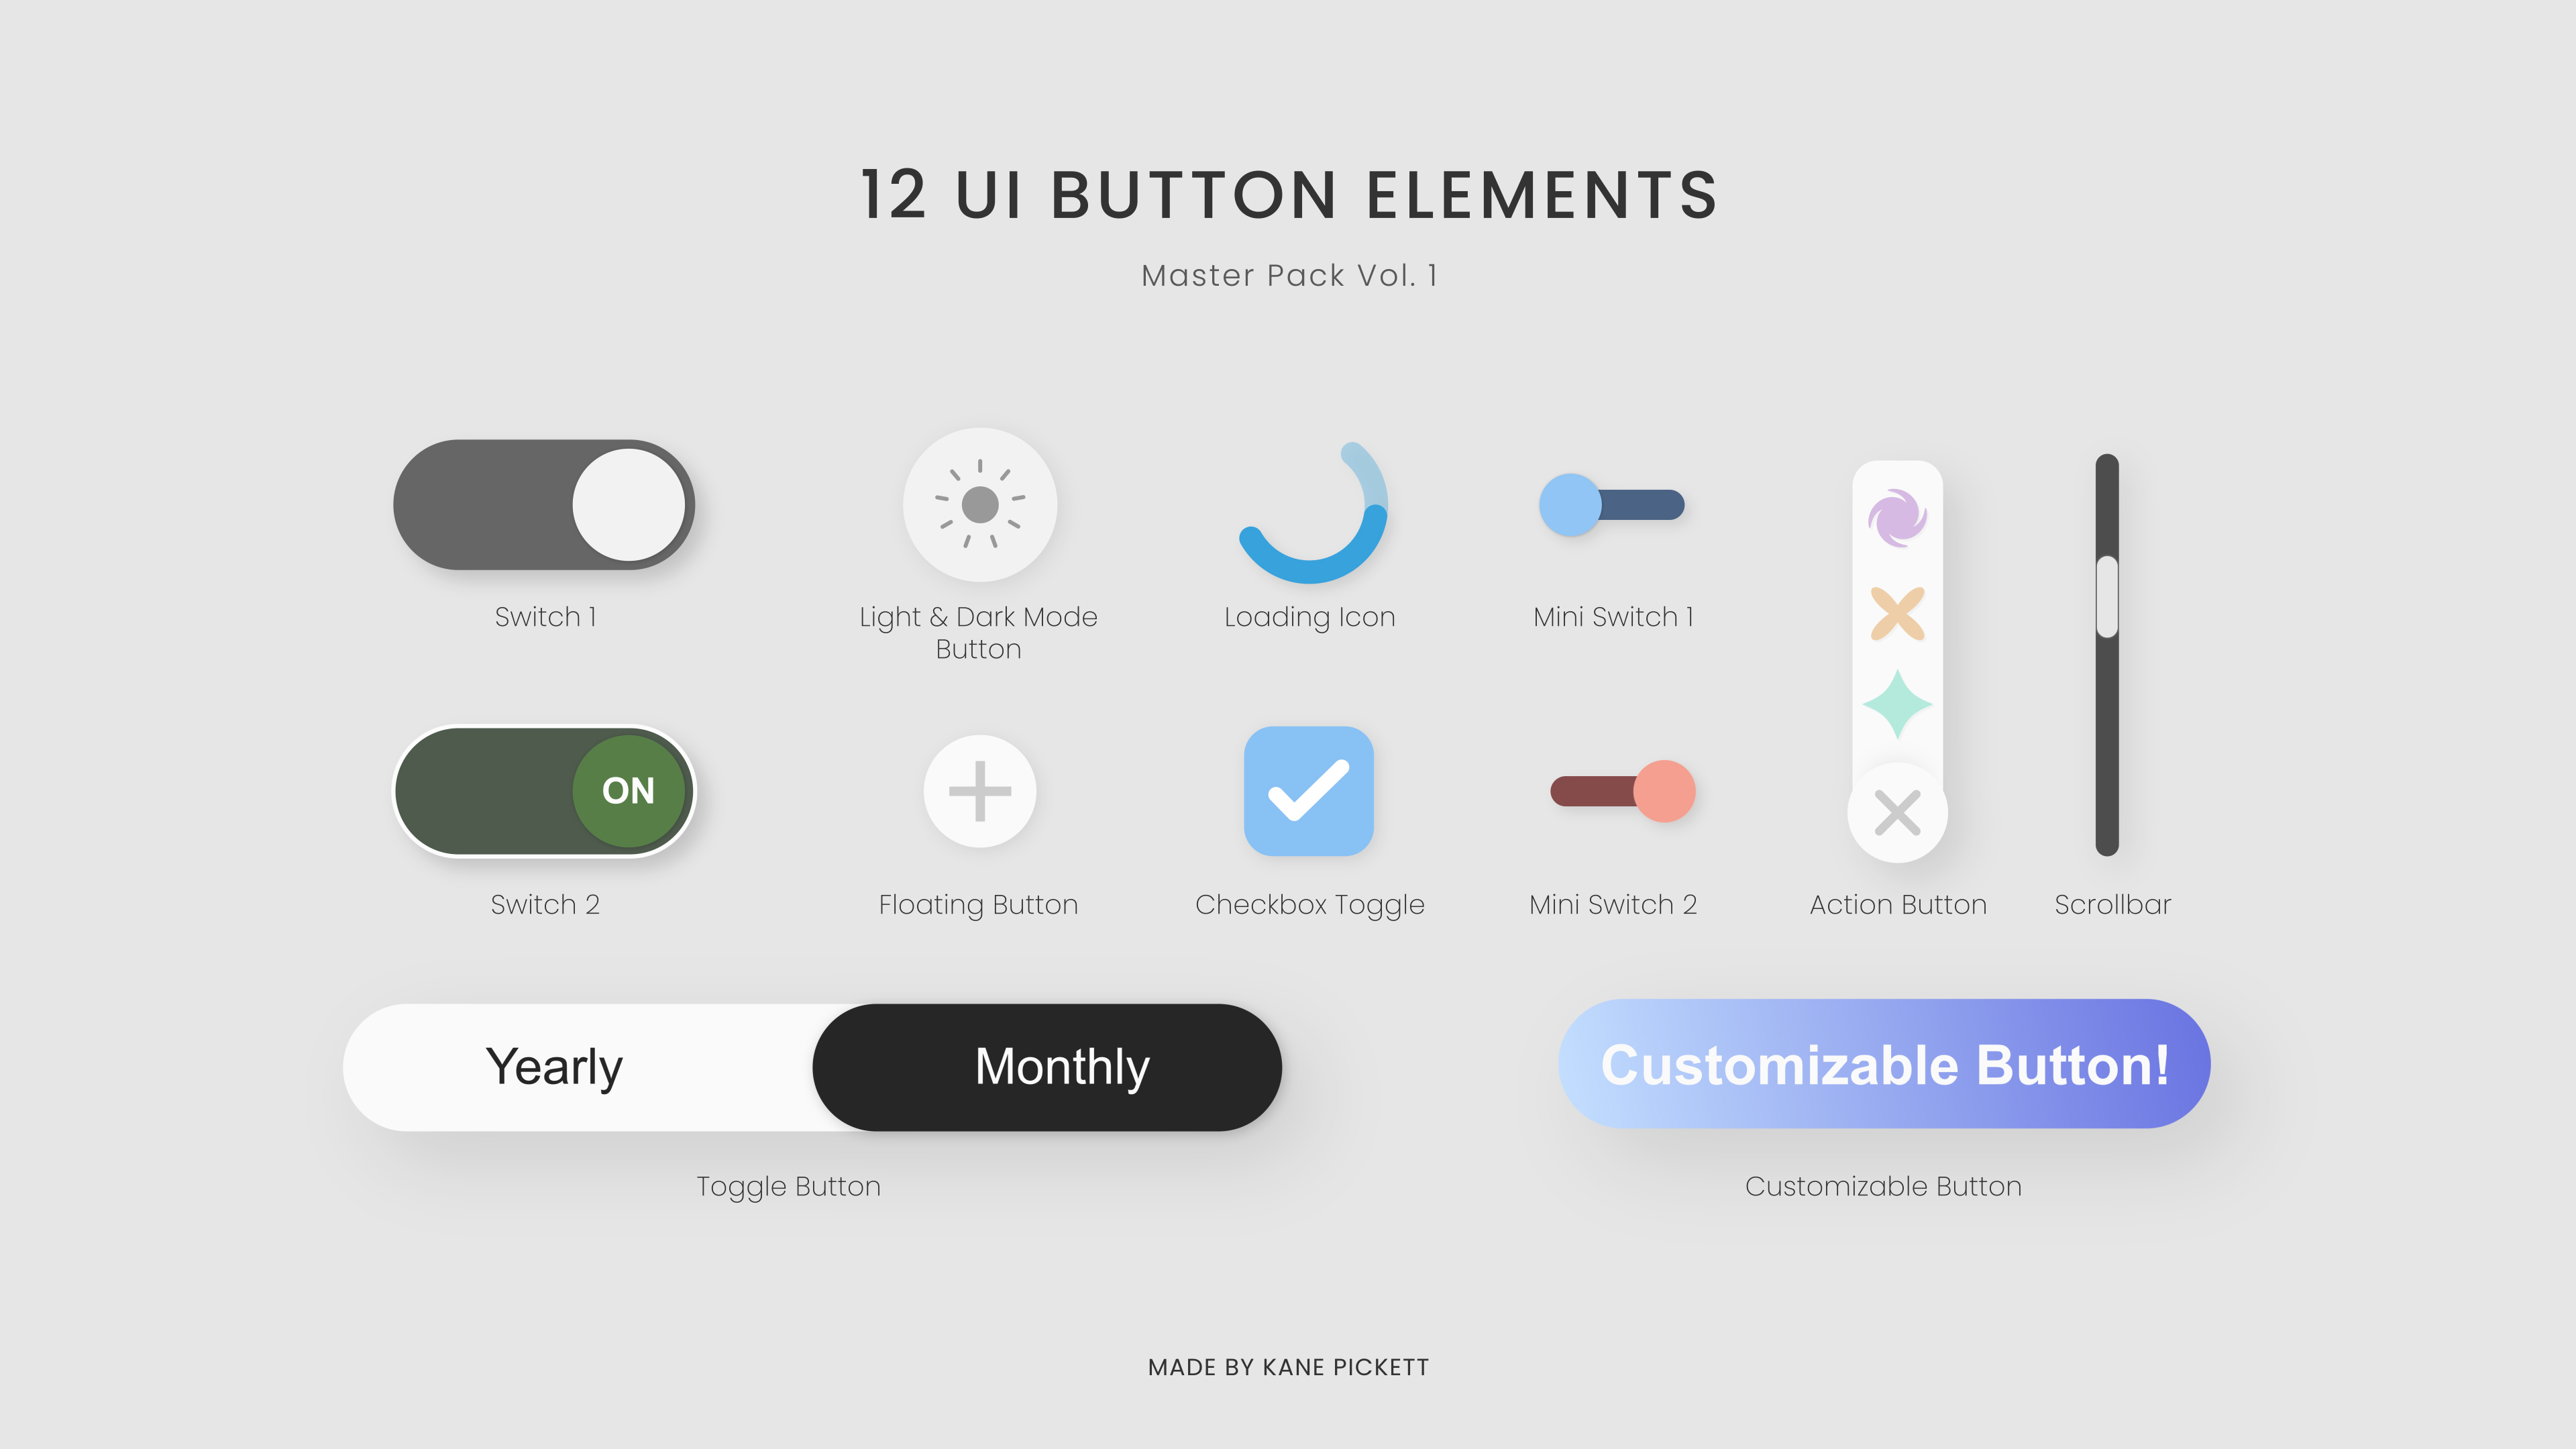 12 UI BUTTON ELEMENTS
Master Pack Vol. 1
Switch 1
Light & Dark Mode
Button
Loading Icon
Mini Switch 1
ON
Switch 2
Floating Button
Checkbox Toggle
Mini Switch 2
Action Button
Scrollbar
Yearly
Monthly
Customizable Button!
Toggle Button
Customizable Button
MADE BY KANE PICKETT